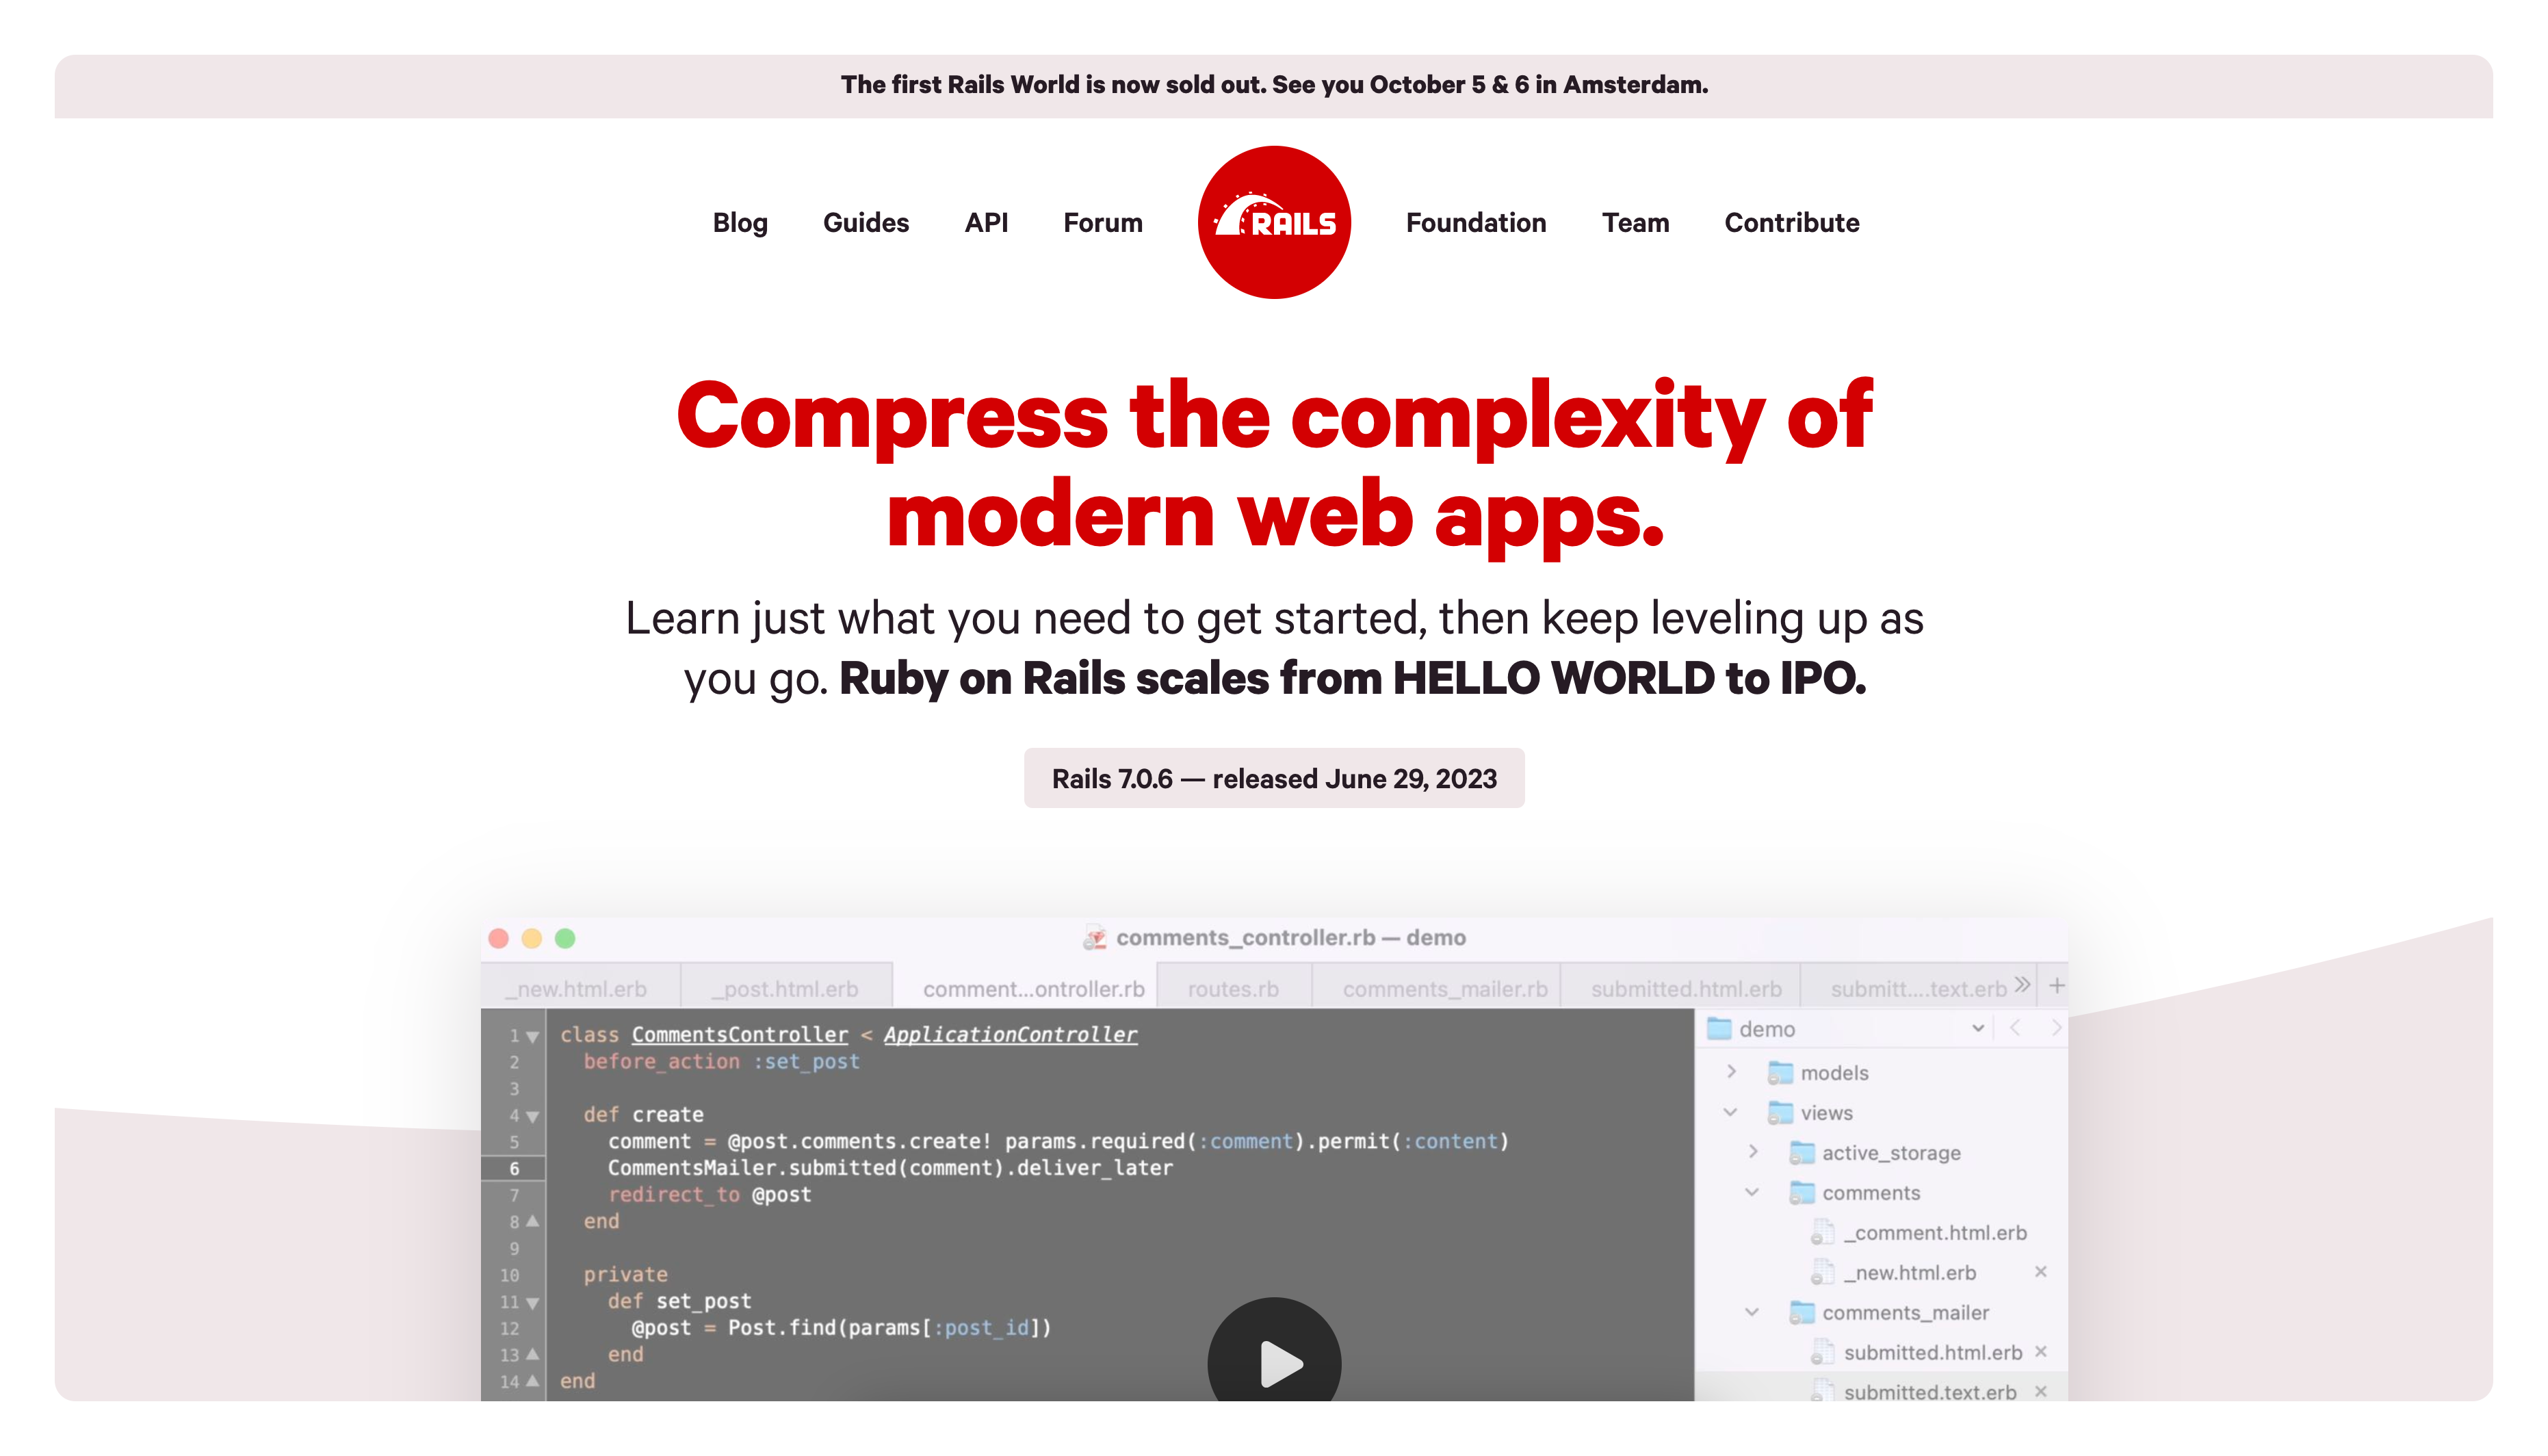 The first Rails World is now sold out. See you October 5 & 6 in Amsterdam.
Blog Guides API Forum RAILS Foundation Team Contribute
Compress the complexity of
modern web apps.
Learn just what you need to get started, then keep leveling up as
you go. Ruby on Rails scales from HELLO WORLD to IPO.
Rails 7.0.6 — released June 29, 2023
comments_controller.rb — demo
_new.html.erb _post.html.erb comment...ontroller.rb routes.rb comments_mailer.rb submitted.html.erb submitt....text.erb
1 class CommentsController < ApplicationController
2 before_action :set_post
3
4 def create
5 comment = @post.comments.create! params.required(:comment).permit(:content)
6 CommentsMailer.submitted(comment).deliver_later
7 redirect_to @post
8 end
9
10 private
11 def set_post
12 @post = Post.find(params[:post_id])
13 end
14 end
demo
models
views
active_storage
comments
_comment.html.erb
_new.html.erb
comments_mailer
submitted.html.erb
submitted.text.erb